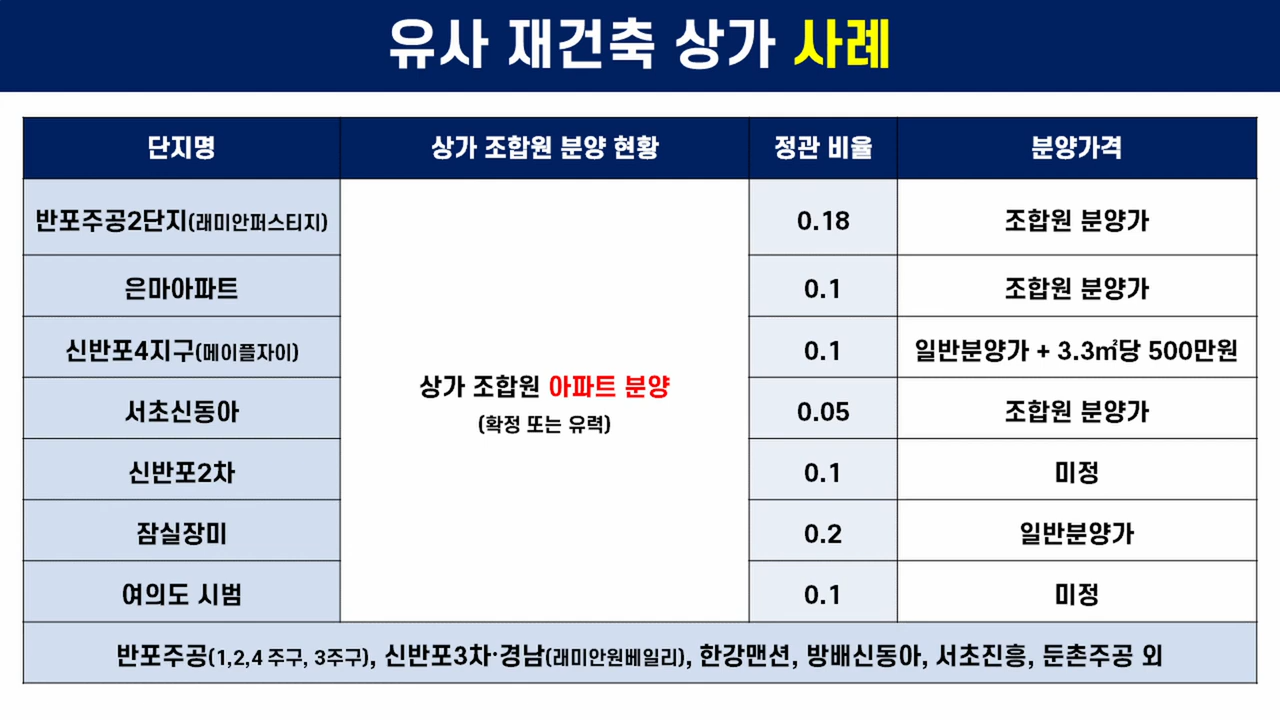 유사 재건축 상가 사례
단지명 상가 조합원 분양 현황 정관 비율 분양가격
반포주공2단지(래미안퍼스티지) 0.18 조합원 분양가
은마아파트 0.1 조합원 분양가
신반포4지구(메이플자이) 0.1 일반분양가 + 3.3㎡당 500만원
상가 조합원 아파트 분양
(확정 또는 유력)
서초신동아 0.05 조합원 분양가
신반포2차 0.1 미정
잠실장미 0.2 일반분양가
여의도 시범 0.1 미정
반포주공(1,2,4 주구, 3주구), 신반포3차·경남(래미안원베일리), 한강맨션, 방배신동아, 서초진흥, 둔촌주공 외